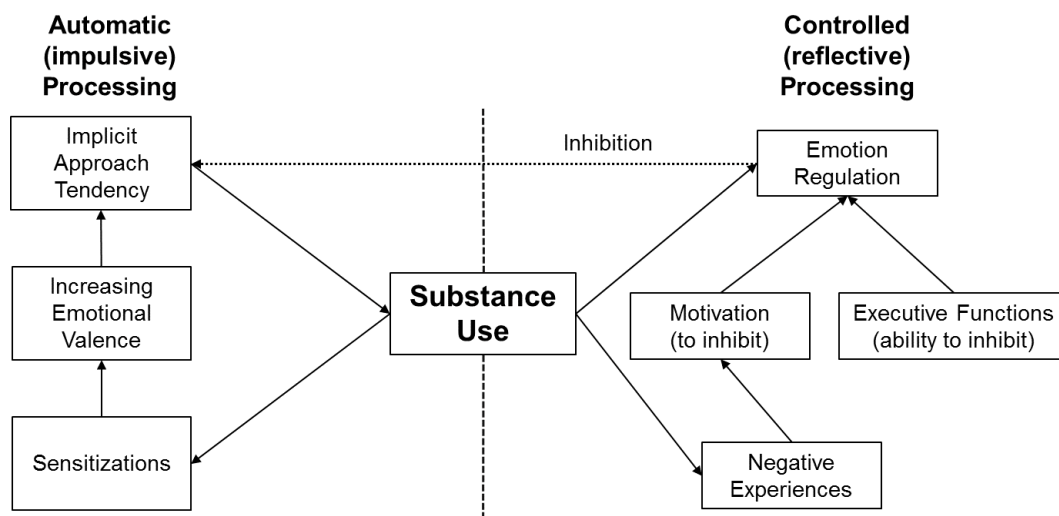 Automatic
(impulsive)
Processing
Controlled
(reflective)
Processing
Implicit
Approach
Tendency
Inhibition
Emotion
Regulation
Increasing
Emotional
Valence
Substance
Use
Motivation
(to inhibit)
Executive Functions
(ability to inhibit)
Sensitizations
Negative
Experiences